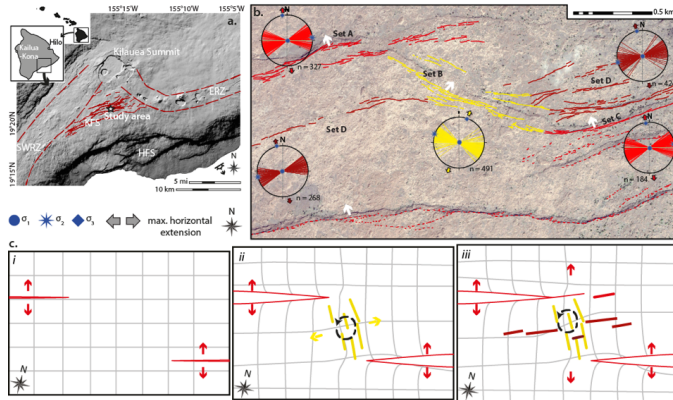 155°15'W 155°10'W 155°5'W
a.
Hilo
Kailua
-Kona
Kilauea Summit
ERZ
Study area
KFS
SWRZ
HFS
19°20'N
19°15'N
N
5 mi
10 km
σ1 σ2 σ3 max. horizontal
extension
N
b.
0.5 km
N
Set A
n=327
Set B
Set D
N
Set C
n=491
Set D
N
n=268
N
n=184
c.
i
N
ii
N
iii
N